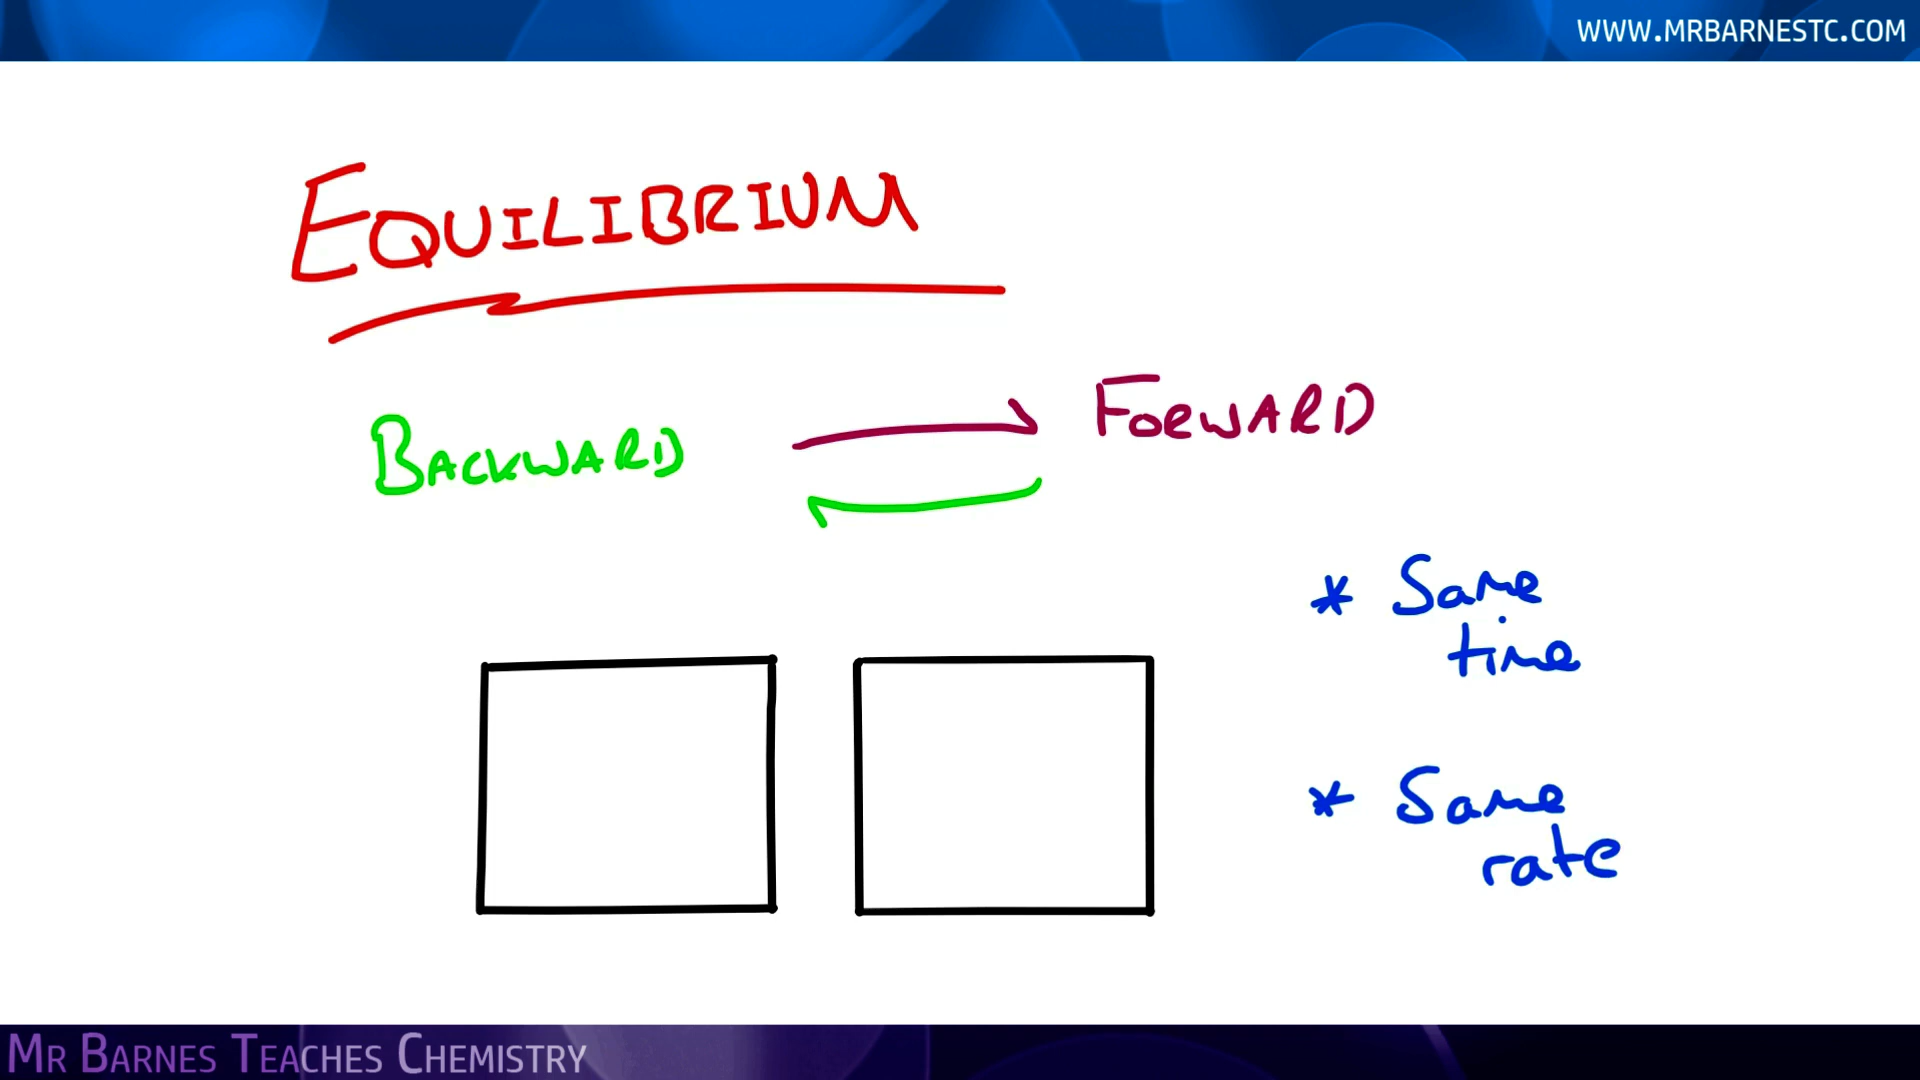 WWW.MRBARNESTC.COM
EQUILIBRIUM
BACKWARD
FORWARD
* Same
time
* Same
rate
MR BARNES TEACHES CHEMISTRY